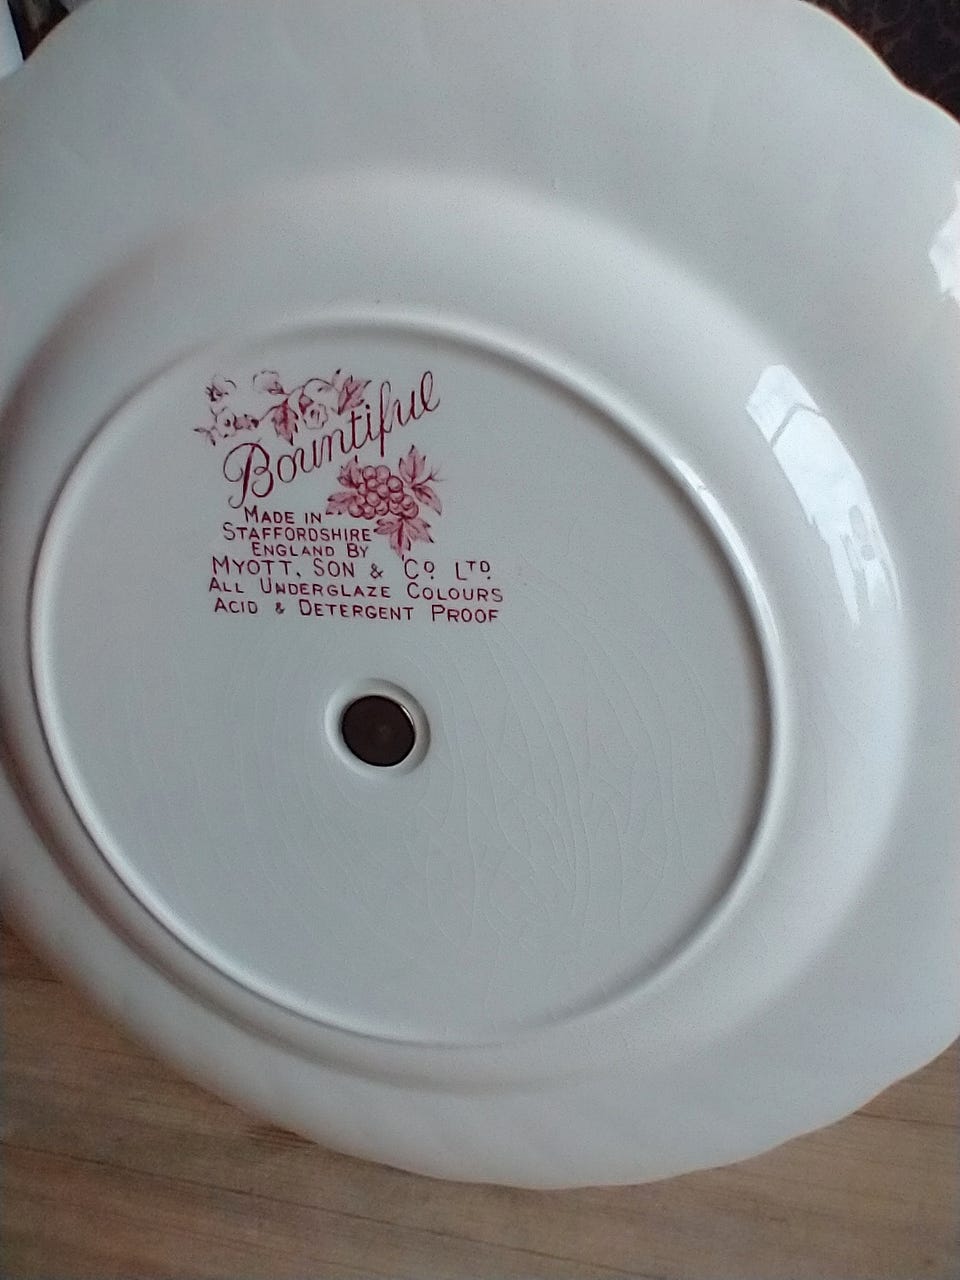 Bountiful
MADE IN
STAFFORDSHIRE
ENGLAND BY
MYOTT, SON & Cº LTD.
ALL UNDERGLAZE COLOURS
ACID & DETERGENT PROOF